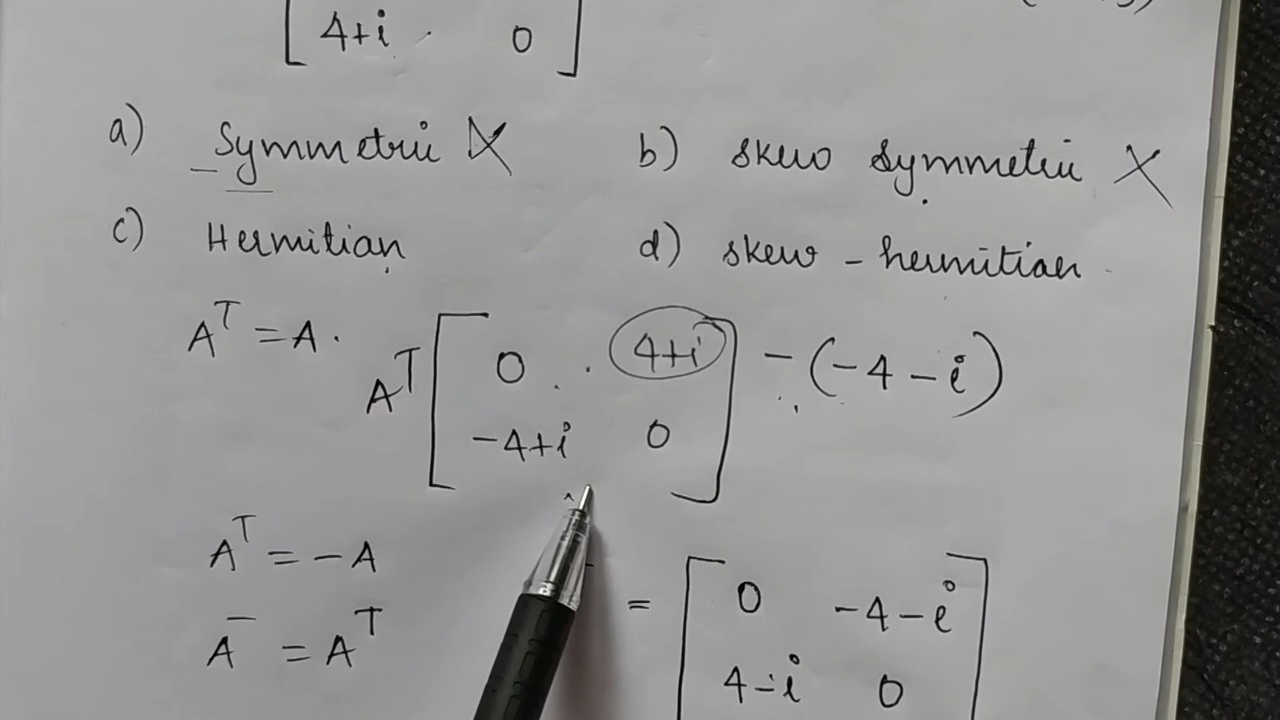 4+i 0
a) Symmetric X b) skew symmetric X
c) Hermitian d) skew - hermitian
A^T = A. A^T [ 0 4+i -(-4-i)
-4+i 0 ]
A^T = -A
= [ 0 -4-i
Ā = A^T
4-i 0 ]